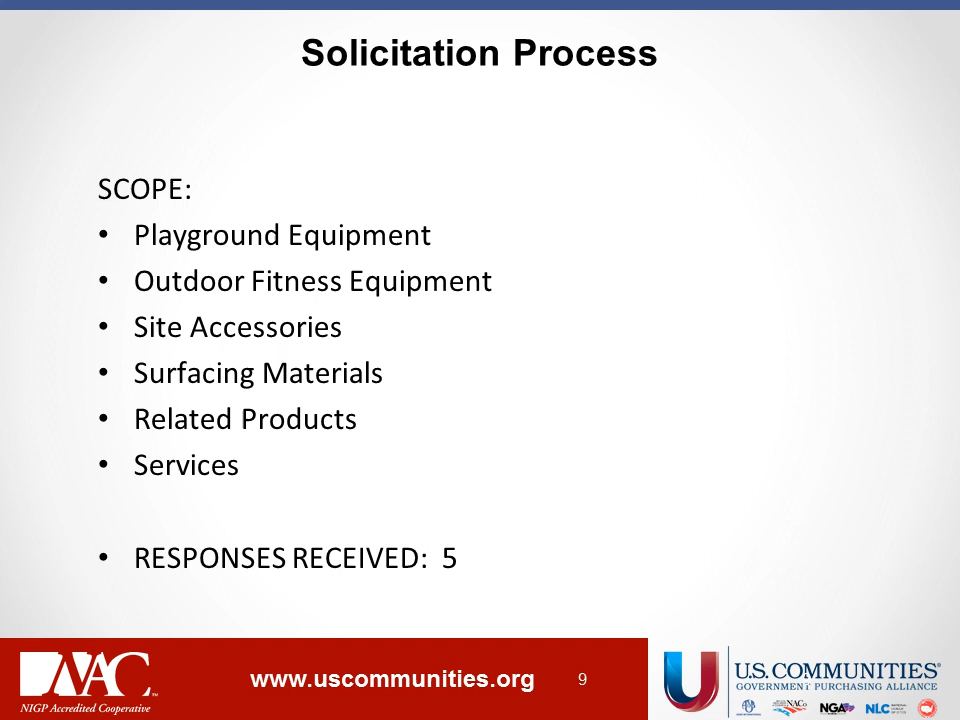 Solicitation Process
SCOPE:
• Playground Equipment
• Outdoor Fitness Equipment
• Site Accessories
• Surfacing Materials
• Related Products
• Services
• RESPONSES RECEIVED: 5
NAC™
NIGP Accredited Cooperative
www.uscommunities.org
9
U.S. COMMUNITIES®
GOVERNMENT PURCHASING ALLIANCE
NACo
NGA
NLC